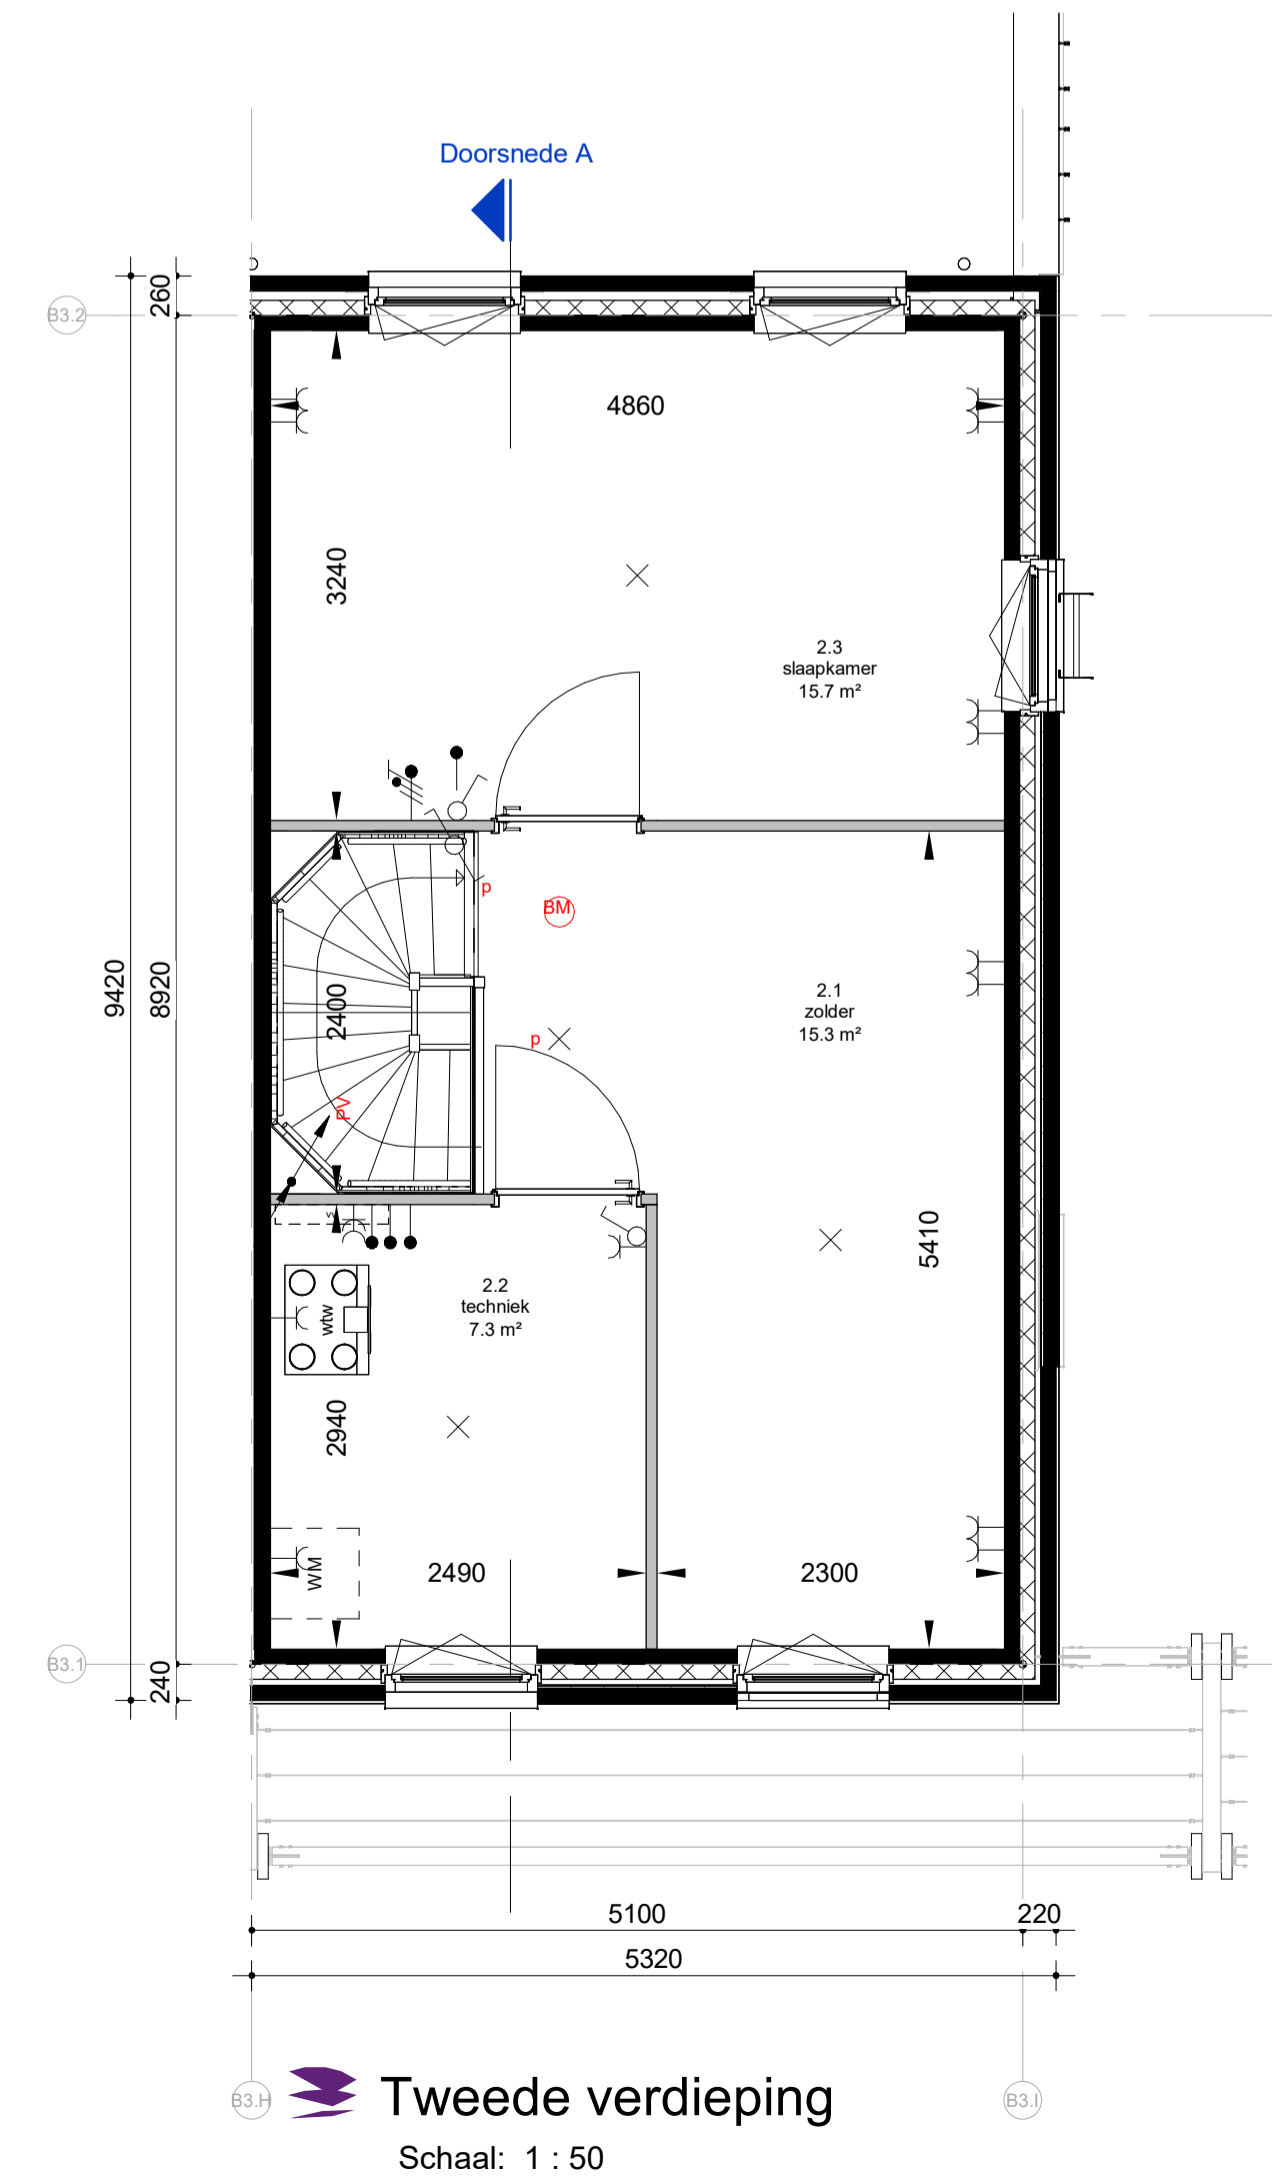 Doorsnede A
260
B3.2
4860
3240
2.3
slaapkamer
15.7 m²
p
BM
9420
8920
2400
2.1
zolder
15.3 m²
p
PV
5410
2.2
techniek
7.3 m²
wtw
2940
WM
2490
2300
B3.1
240
5100
220
5320
B3.H
B3.I
Tweede verdieping
Schaal: 1 : 50